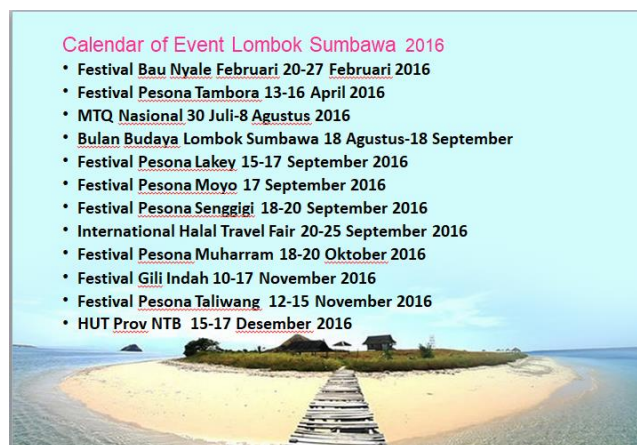 Calendar of Event Lombok Sumbawa 2016
• Festival Bau Nyale Februari 20-27 Februari 2016
• Festival Pesona Tambora 13-16 April 2016
• MTQ Nasional 30 Juli-8 Agustus 2016
• Bulan Budaya Lombok Sumbawa 18 Agustus-18 September
• Festival Pesona Lakey 15-17 September 2016
• Festival Pesona Moyo 17 September 2016
• Festival Pesona Senggigi 18-20 September 2016
• International Halal Travel Fair 20-25 September 2016
• Festival Pesona Muharram 18-20 Oktober 2016
• Festival Gili Indah 10-17 November 2016
• Festival Pesona Taliwang 12-15 November 2016
• HUT Prov NTB 15-17 Desember 2016